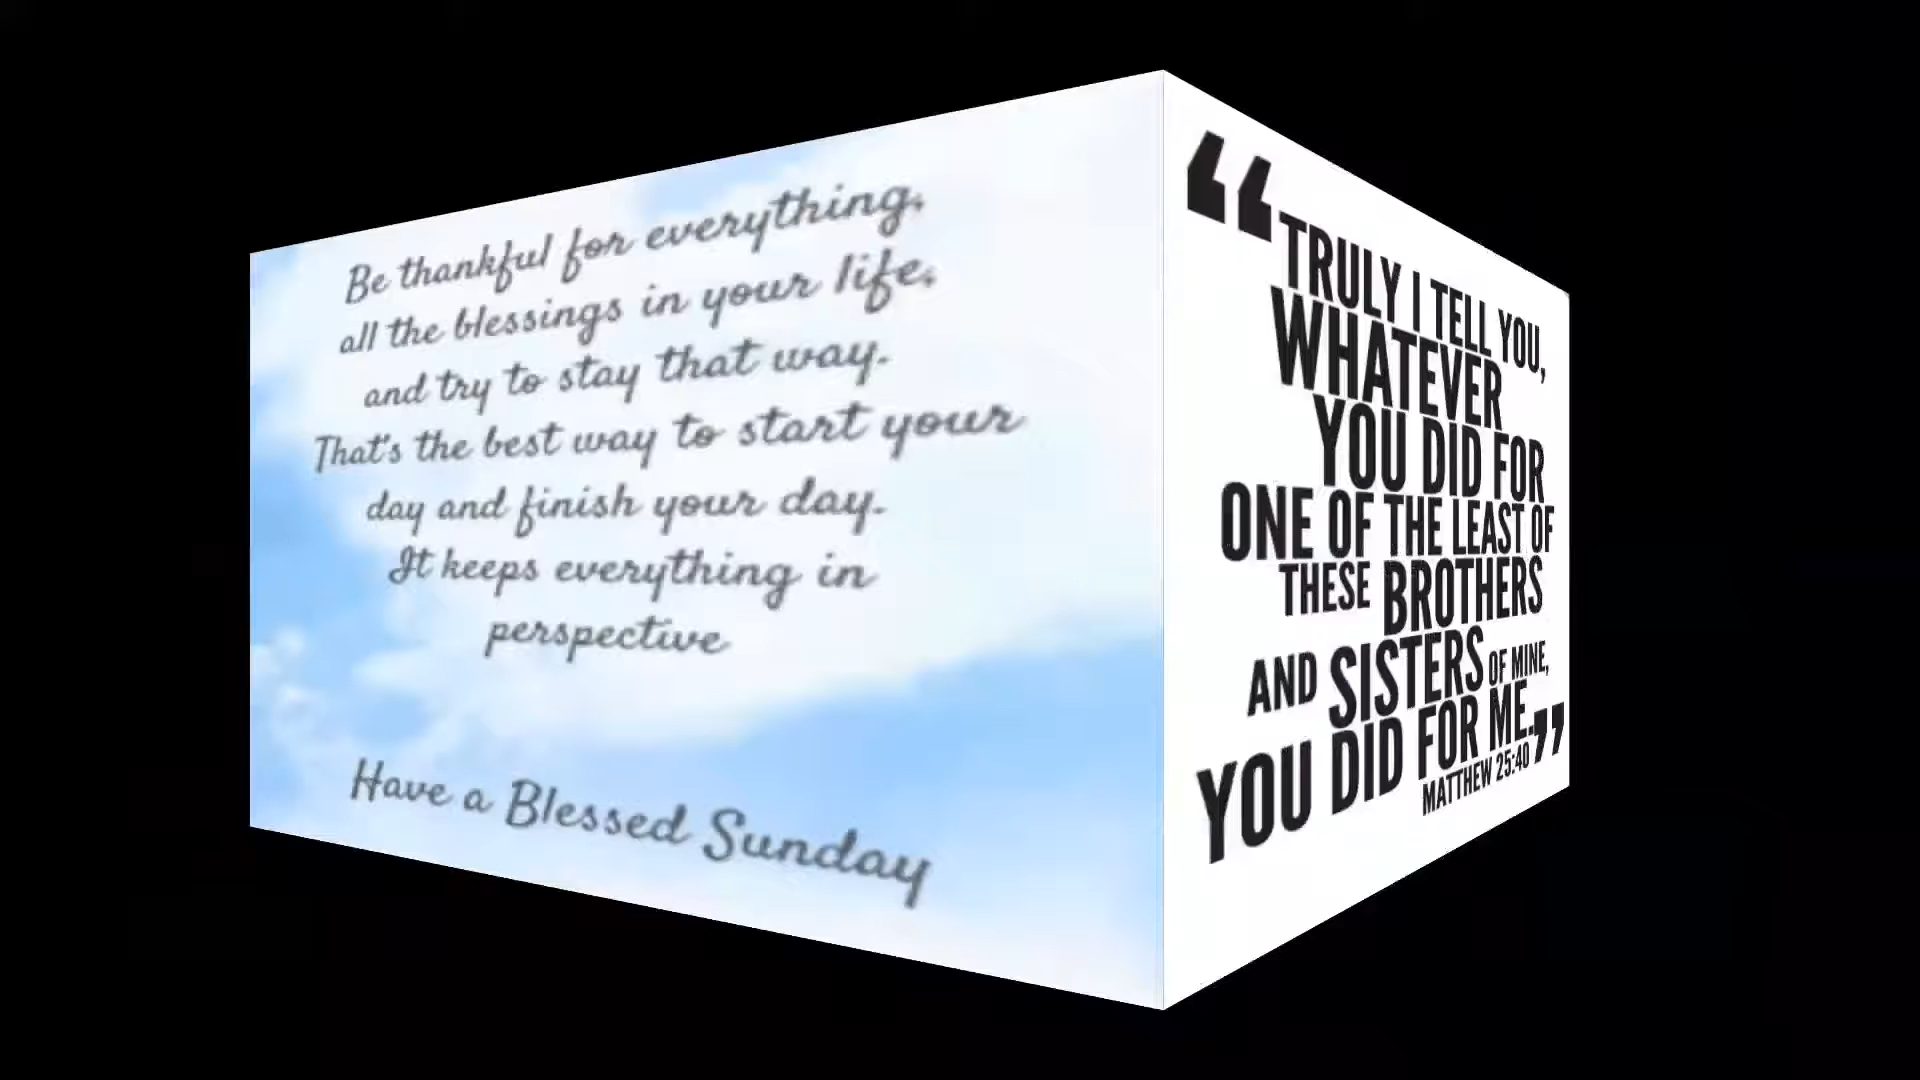 Be thankful for everything,
all the blessings in your life,
and try to stay that way.
That's the best way to start your
day and finish your day.
It keeps everything in
perspective
Have a Blessed Sunday
“TRULY I TELL YOU,
WHATEVER
YOU DID FOR
ONE OF THE LEAST OF
THESE BROTHERS
AND SISTERS OF MINE,
YOU DID FOR ME.”
MATTHEW 25:40